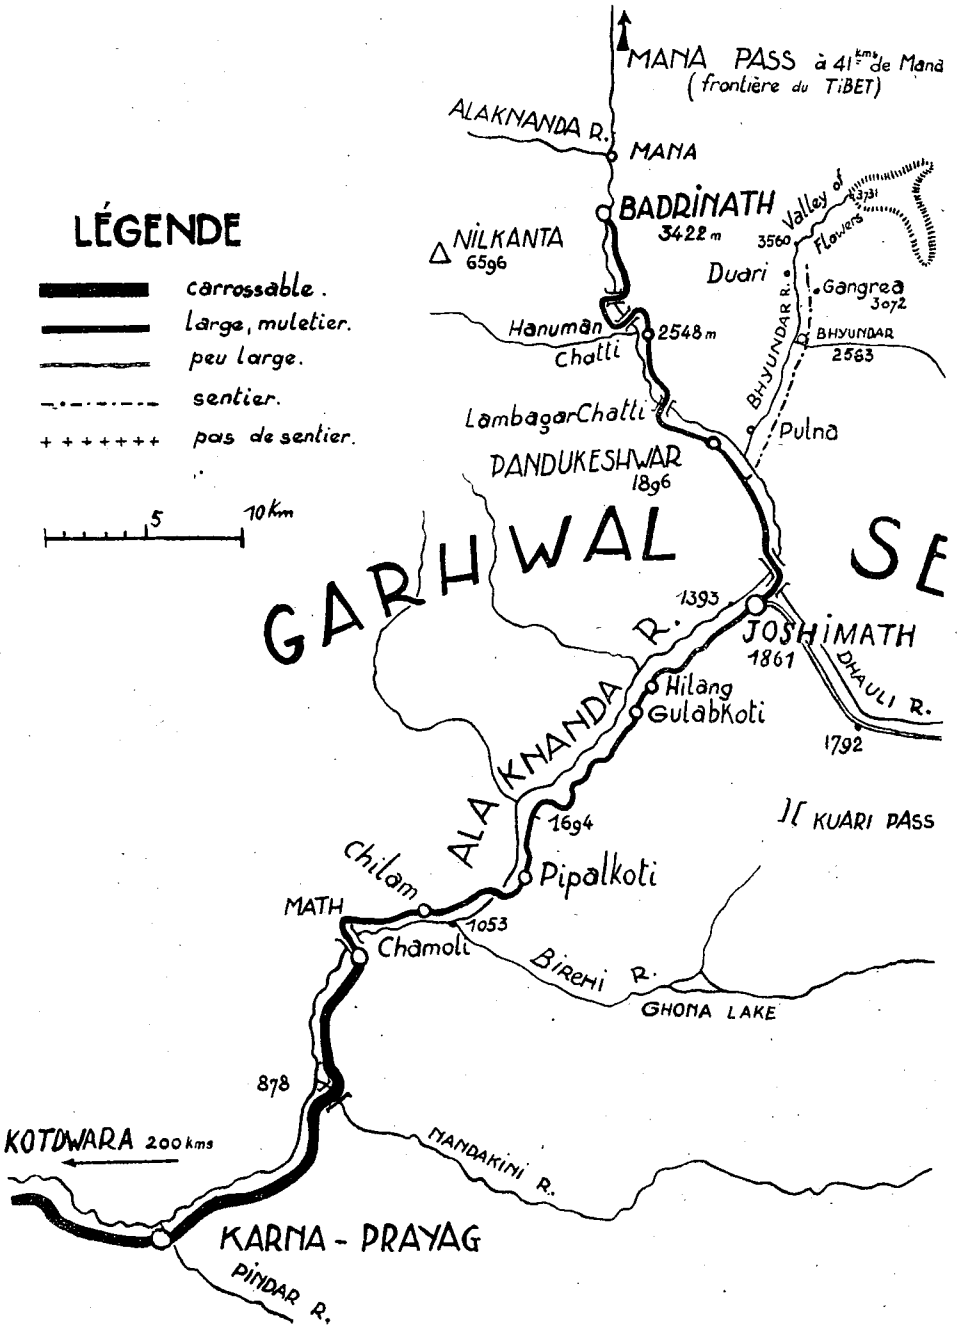 MANA PASS à 41 kms de Mana
(frontière du TiBET)
ALAKNANDA R.
MANA
BADRiNATH
3422 m
Valley of
Flowers
3731
3560
NiLKANTA
6596
LÉGENDE
carrossable.
large, muletier.
peu large.
sentier.
pas de sentier.
5
10 Km
Duari
Gangrea
3072
BHYUNDAR R.
BHYUNDAR
2563
Hanuman
Chatti
2548 m
Lambagar Chatti
Pulna
PANDUKESHWAR
1896
GARHWAL
SE
1393
JOSHiMATH
1861
DHAULi R.
1792
Hilang
Gulabkoti
ALAKNANDA R.
1694
KUARi PASS
Pipalkoti
Chilam
MATH
1053
Chamoli
BiREHi R.
GHONA LAKE
878
KOTDWARA 200 kms
NANDAKiNi R.
KARNA - PRAYAG
PiNDAR R.